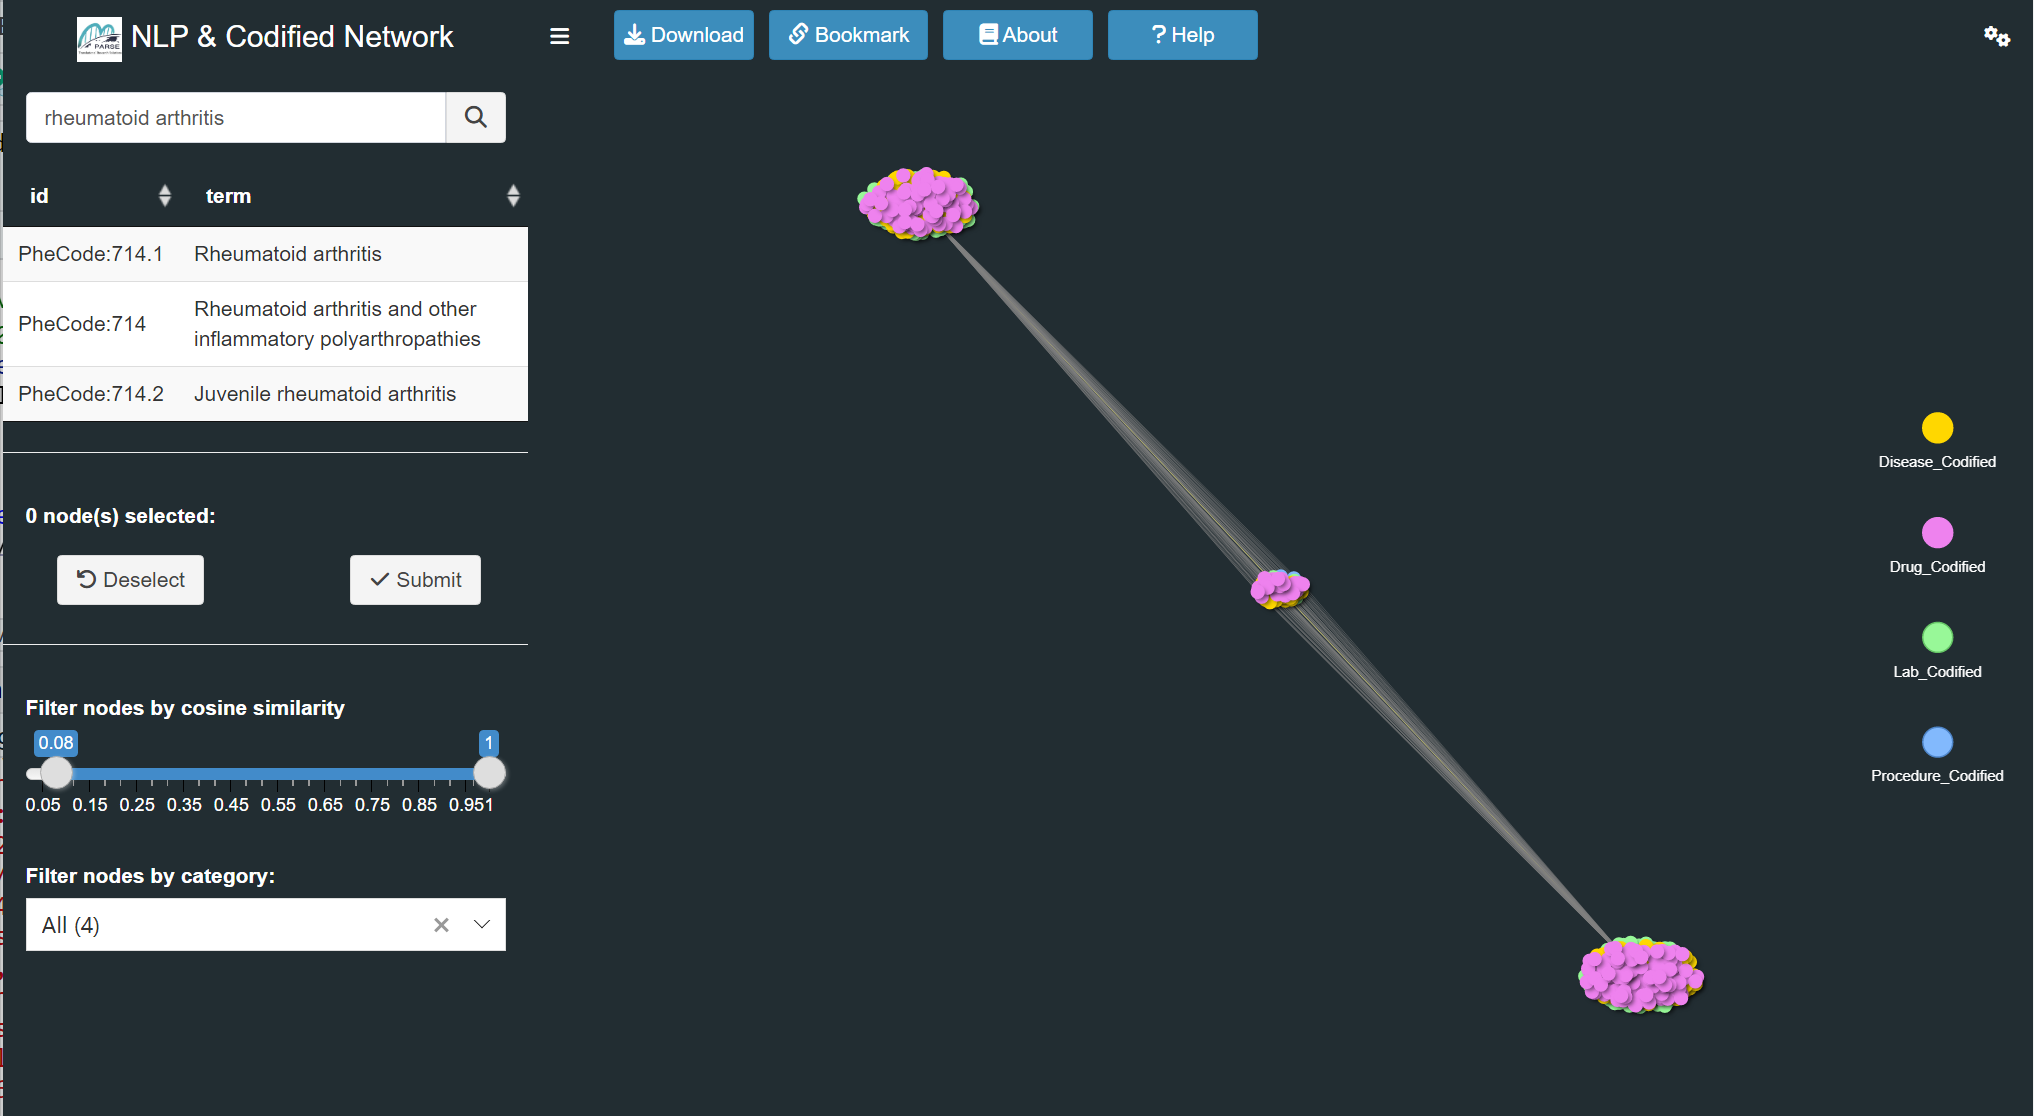 PARSE
NLP & Codified Network
Download
Bookmark
About
? Help
rheumatoid arthritis
id
term
PheCode:714.1
Rheumatoid arthritis
PheCode:714
Rheumatoid arthritis and other
inflammatory polyarthropathies
PheCode:714.2
Juvenile rheumatoid arthritis
0 node(s) selected:
Deselect
Submit
Filter nodes by cosine similarity
0.08
1
0.05 0.15 0.25 0.35 0.45 0.55 0.65 0.75 0.85 0.951
Filter nodes by category:
All (4)
Disease_Codified
Drug_Codified
Lab_Codified
Procedure_Codified